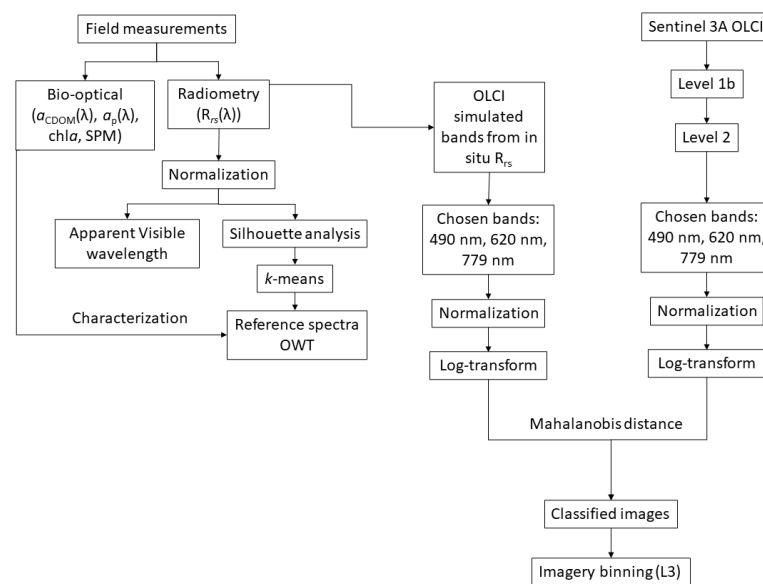 Field measurements
Bio-optical
(aCDOM(λ), ap(λ),
chla, SPM)
Radiometry
(Rrs(λ))
Normalization
Apparent Visible
wavelength
Silhouette analysis
k-means
Characterization
Reference spectra
OWT
OLCI
simulated
bands from in
situ Rrs
Chosen bands:
490 nm, 620 nm,
779 nm
Normalization
Log-transform
Sentinel 3A OLCI
Level 1b
Level 2
Chosen bands:
490 nm, 620 nm,
779 nm
Normalization
Log-transform
Mahalanobis distance
Classified images
Imagery binning (L3)